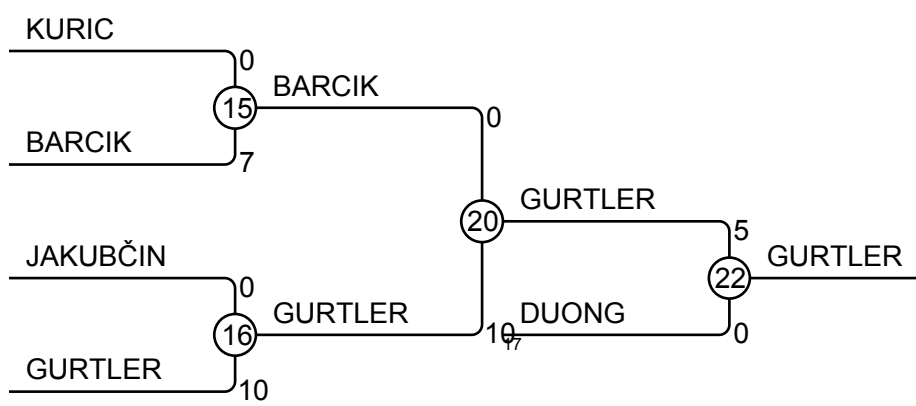 KURIC
0
15
BARCIK
BARCIK
7
0
20
GURTLER
JAKUBČIN
0
16
GURTLER
GURTLER
10
10
17
DUONG
5
22
GURTLER
0